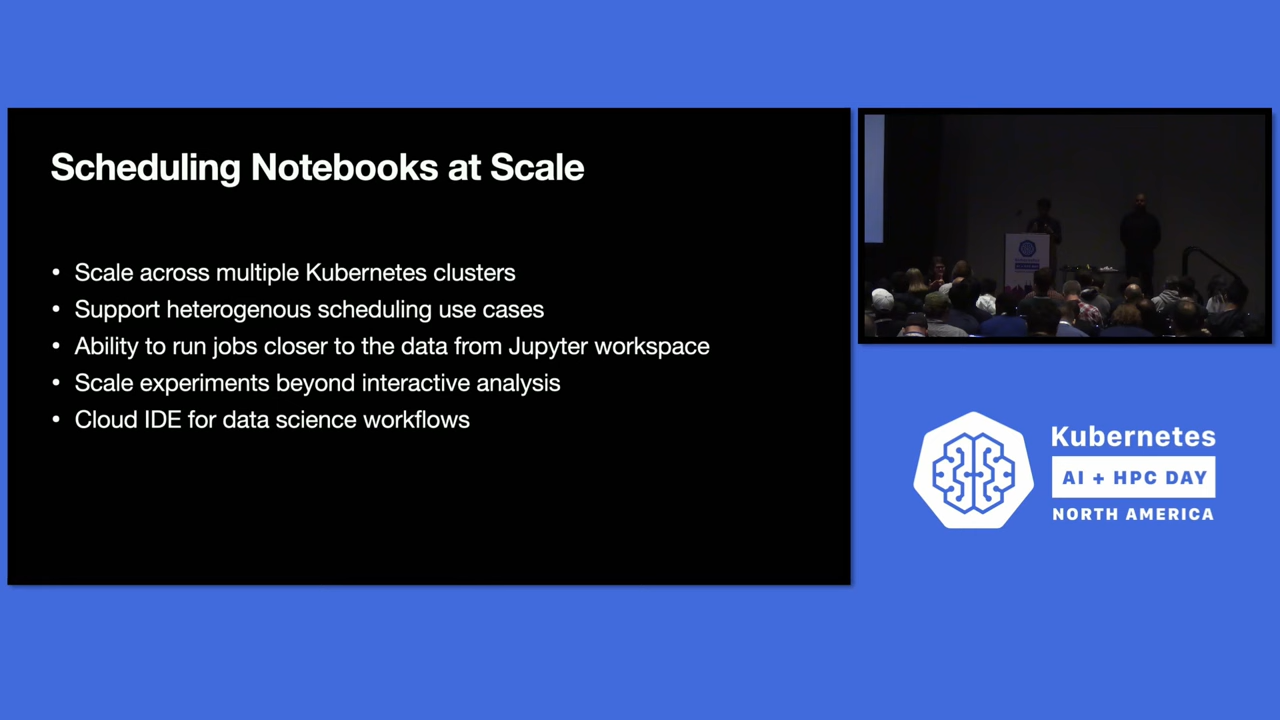 Scheduling Notebooks at Scale
• Scale across multiple Kubernetes clusters
• Support heterogenous scheduling use cases
• Ability to run jobs closer to the data from Jupyter workspace
• Scale experiments beyond interactive analysis
• Cloud IDE for data science workflows
Kubernetes
AI + HPC DAY
NORTH AMERICA